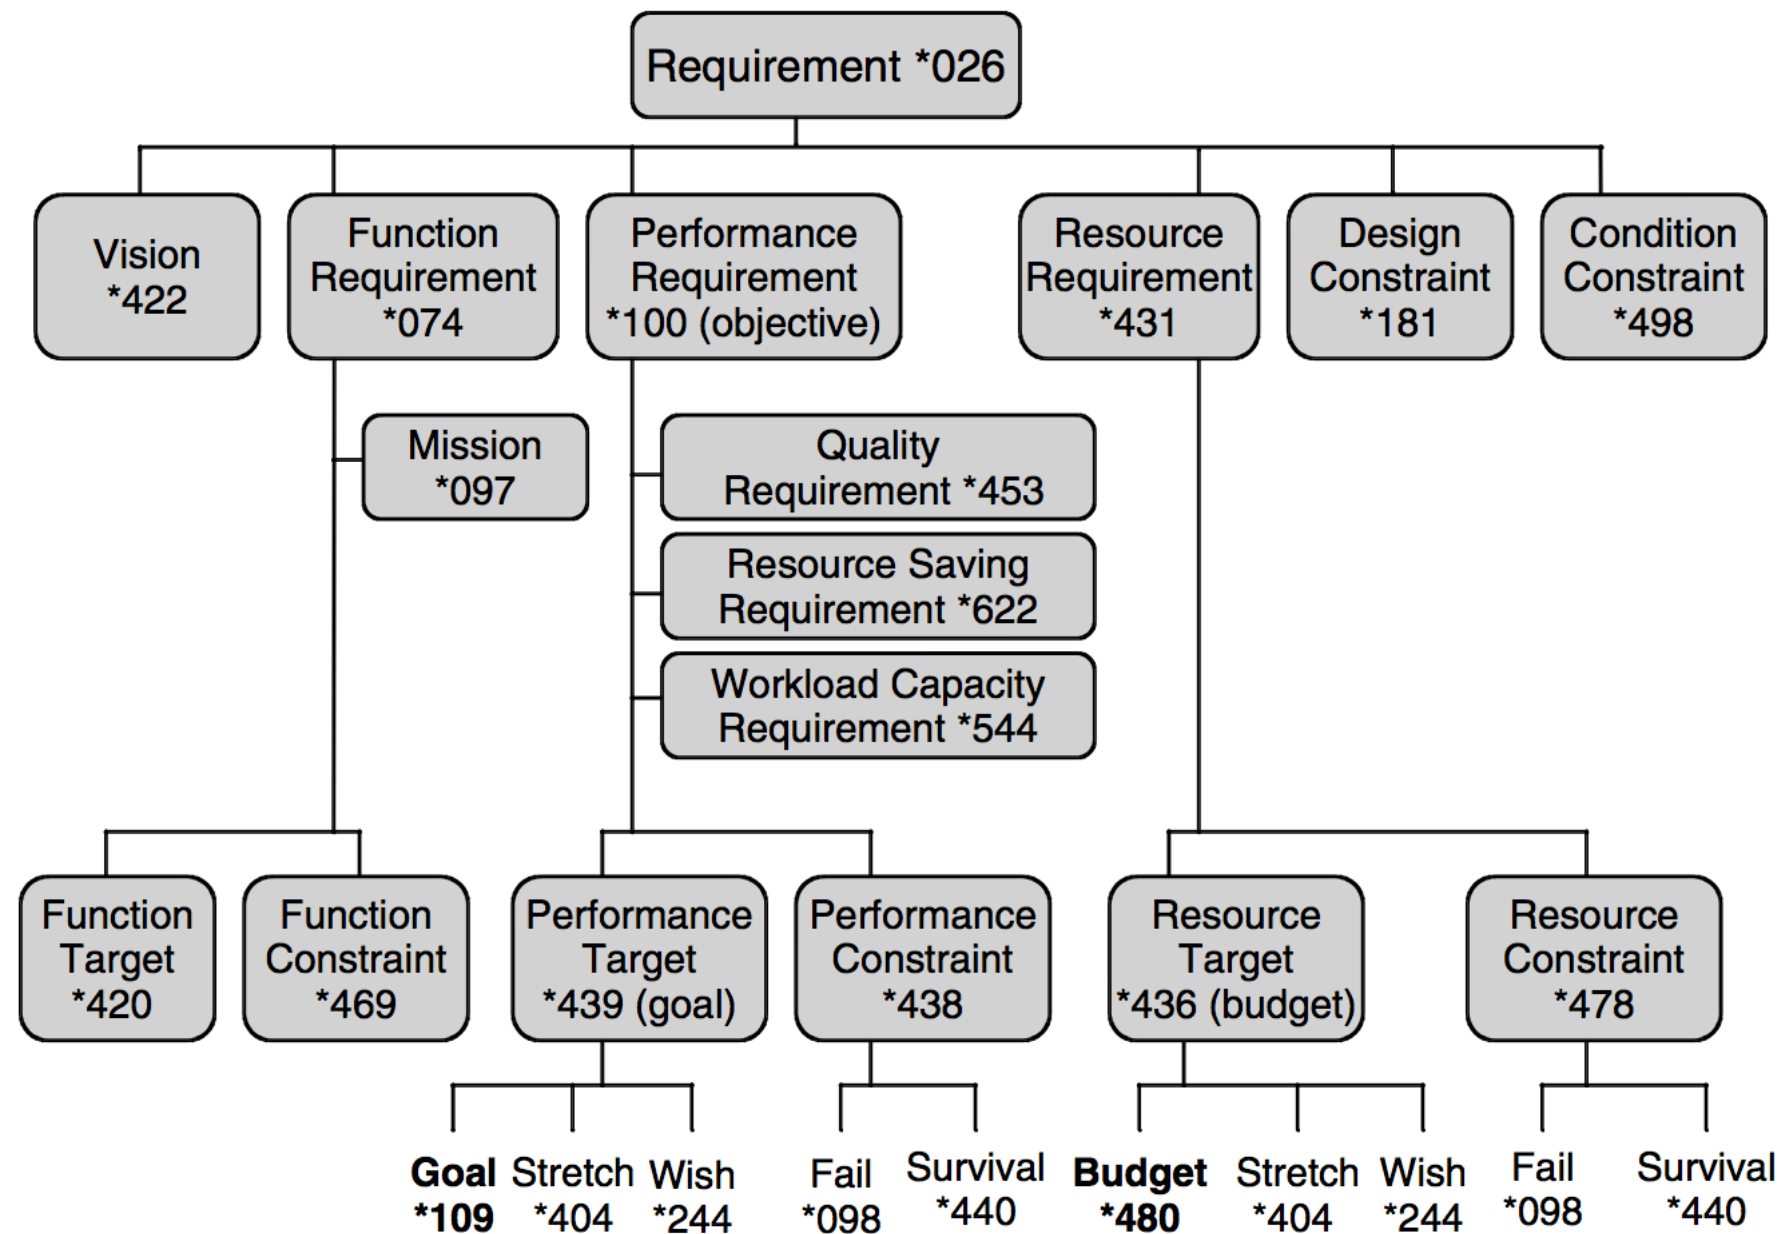 Requirement *026
Vision
*422
Function
Requirement
*074
Performance
Requirement
*100 (objective)
Resource
Requirement
*431
Design
Constraint
*181
Condition
Constraint
*498
Mission
*097
Quality
Requirement *453
Resource Saving
Requirement *622
Workload Capacity
Requirement *544
Function
Target
*420
Function
Constraint
*469
Performance
Target
*439 (goal)
Performance
Constraint
*438
Resource
Target
*436 (budget)
Resource
Constraint
*478
Goal
*109
Stretch
*404
Wish
*244
Fail
*098
Survival
*440
Budget
*480
Stretch
*404
Wish
*244
Fail
*098
Survival
*440